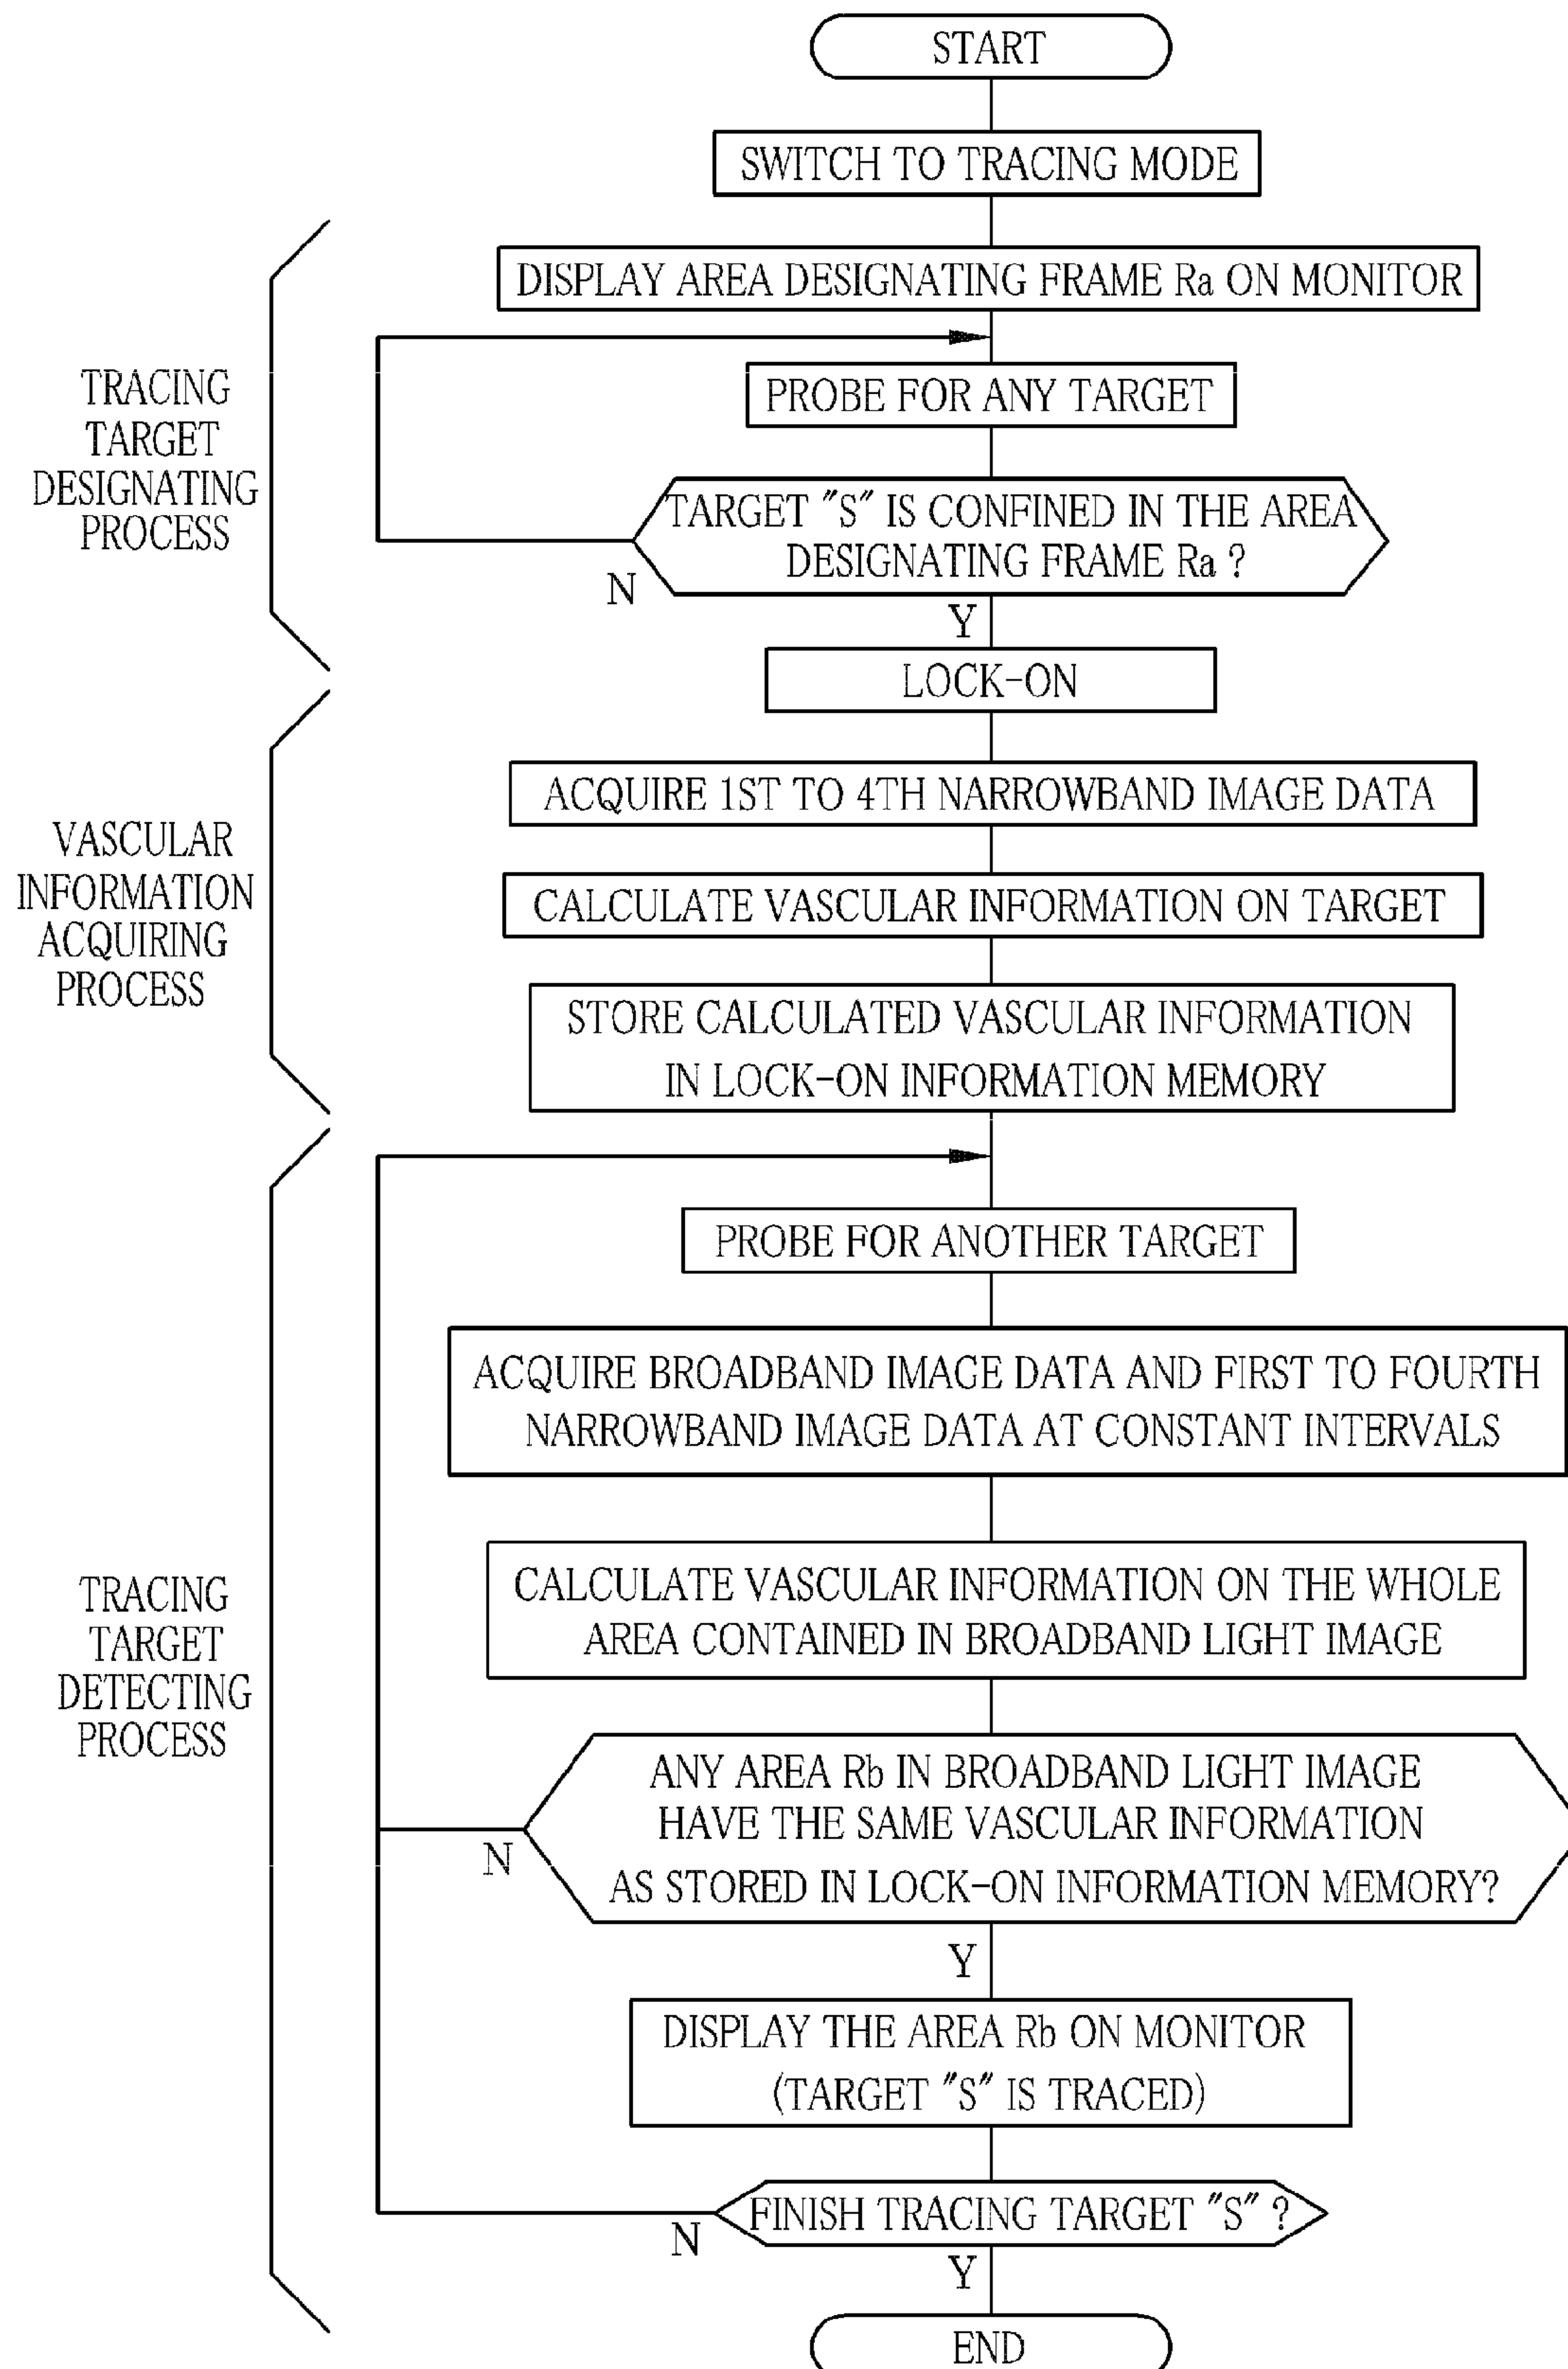 START
SWITCH TO TRACING MODE
DISPLAY AREA DESIGNATING FRAME Ra ON MONITOR
PROBE FOR ANY TARGET
TRACING
TARGET
DESIGNATING
PROCESS
TARGET "S" IS CONFINED IN THE AREA
DESIGNATING FRAME Ra ?
N
Y
LOCK-ON
ACQUIRE 1ST TO 4TH NARROWBAND IMAGE DATA
VASCULAR
INFORMATION
ACQUIRING
PROCESS
CALCULATE VASCULAR INFORMATION ON TARGET
STORE CALCULATED VASCULAR INFORMATION
IN LOCK-ON INFORMATION MEMORY
PROBE FOR ANOTHER TARGET
ACQUIRE BROADBAND IMAGE DATA AND FIRST TO FOURTH
NARROWBAND IMAGE DATA AT CONSTANT INTERVALS
TRACING
TARGET
DETECTING
PROCESS
CALCULATE VASCULAR INFORMATION ON THE WHOLE
AREA CONTAINED IN BROADBAND LIGHT IMAGE
ANY AREA Rb IN BROADBAND LIGHT IMAGE
HAVE THE SAME VASCULAR INFORMATION
AS STORED IN LOCK-ON INFORMATION MEMORY?
N
Y
DISPLAY THE AREA Rb ON MONITOR
(TARGET "S" IS TRACED)
FINISH TRACING TARGET "S" ?
N
Y
END